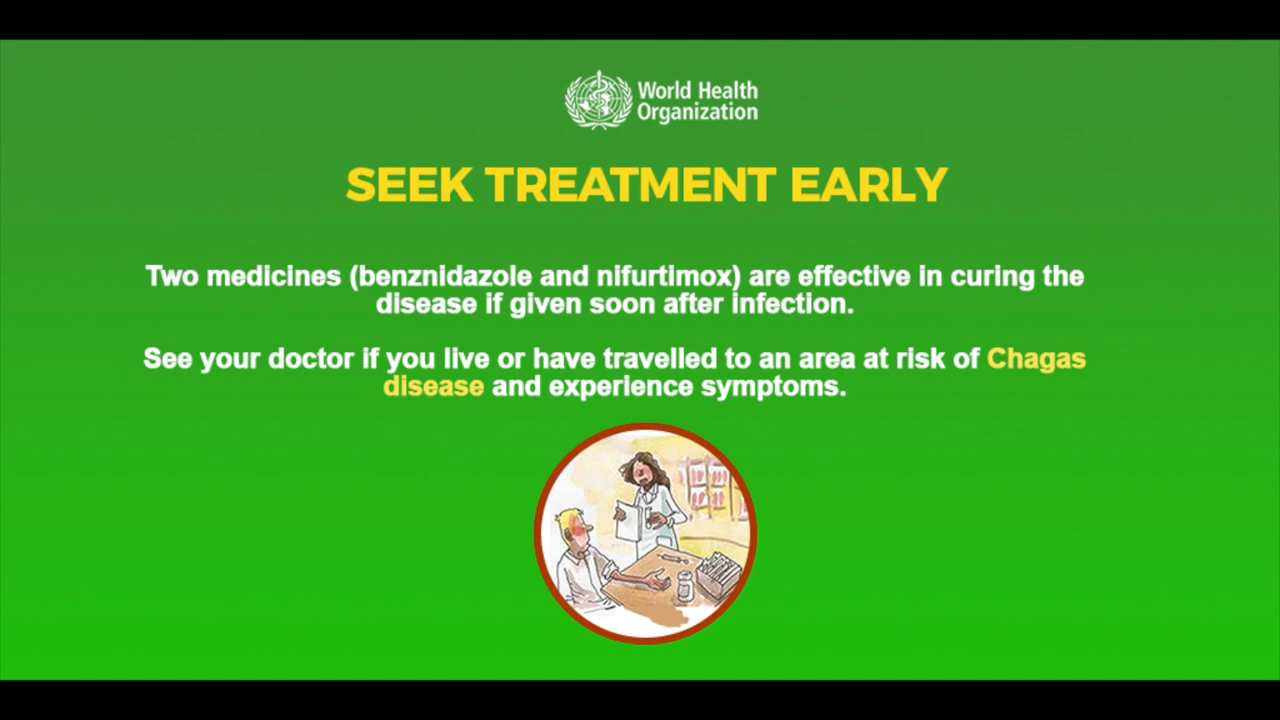 World Health
Organization
SEEK TREATMENT EARLY
Two medicines (benznidazole and nifurtimox) are effective in curing the
disease if given soon after infection.
See your doctor if you live or have travelled to an area at risk of Chagas
disease and experience symptoms.